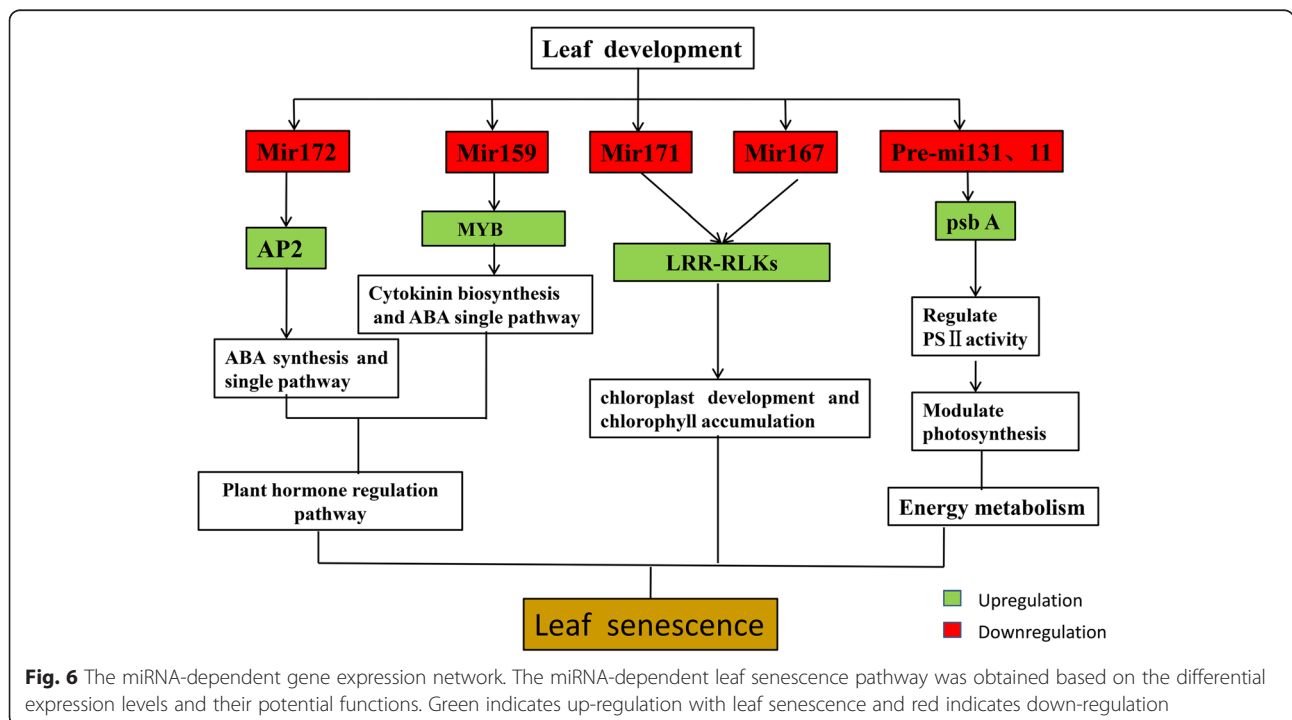 Leaf development
Mir172
Mir159
Mir171
Mir167
Pre-mi131、11
AP2
MYB
LRR-RLKs
psb A
Cytokinin biosynthesis
and ABA single pathway
ABA synthesis and
single pathway
chloroplast development and
chlorophyll accumulation
Regulate
PSⅡ activity
Modulate
photosynthesis
Plant hormone regulation
pathway
Energy metabolism
Leaf senescence
Upregulation
Downregulation
Fig. 6 The miRNA-dependent gene expression network. The miRNA-dependent leaf senescence pathway was obtained based on the differential
expression levels and their potential functions. Green indicates up-regulation with leaf senescence and red indicates down-regulation